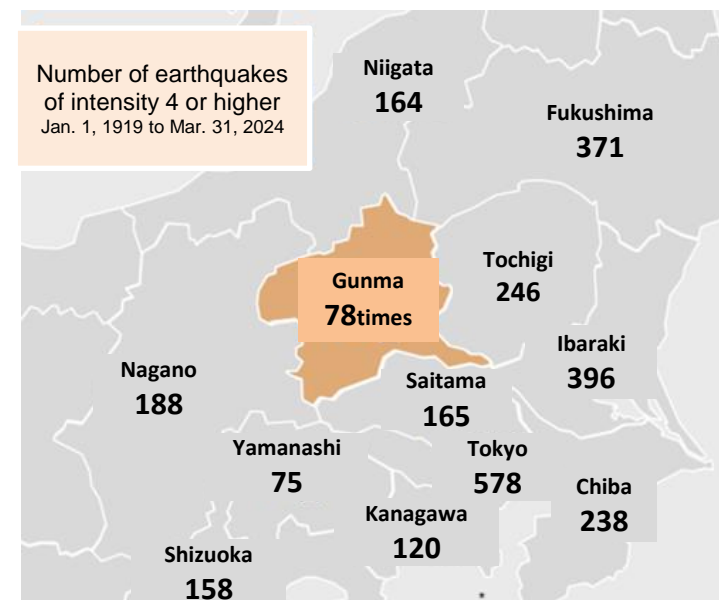 Number of earthquakes
of intensity 4 or higher
Jan. 1, 1919 to Mar. 31, 2024
Niigata
164
Fukushima
371
Gunma
78times
Tochigi
246
Ibaraki
396
Nagano
188
Saitama
165
Yamanashi
75
Tokyo
578
Chiba
238
Kanagawa
120
Shizuoka
158